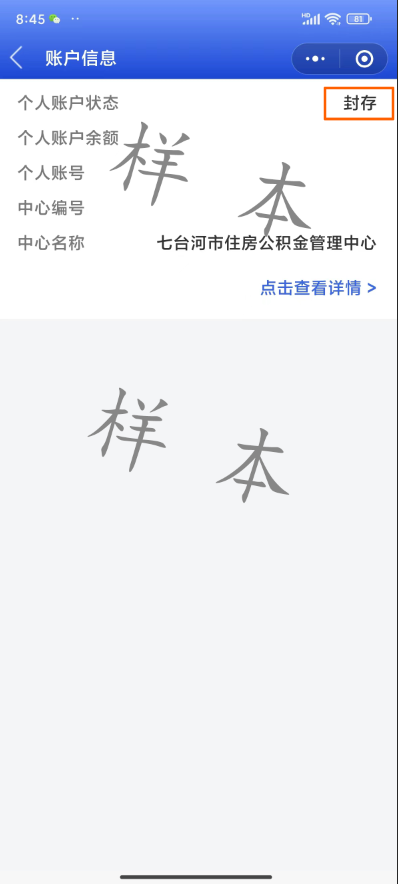 8:45
HD 61
账户信息
个人账户状态 封存
个人账户余额
个人账号
中心编号
中心名称 七台河市住房公积金管理中心
点击查看详情 >
样 本
样 本